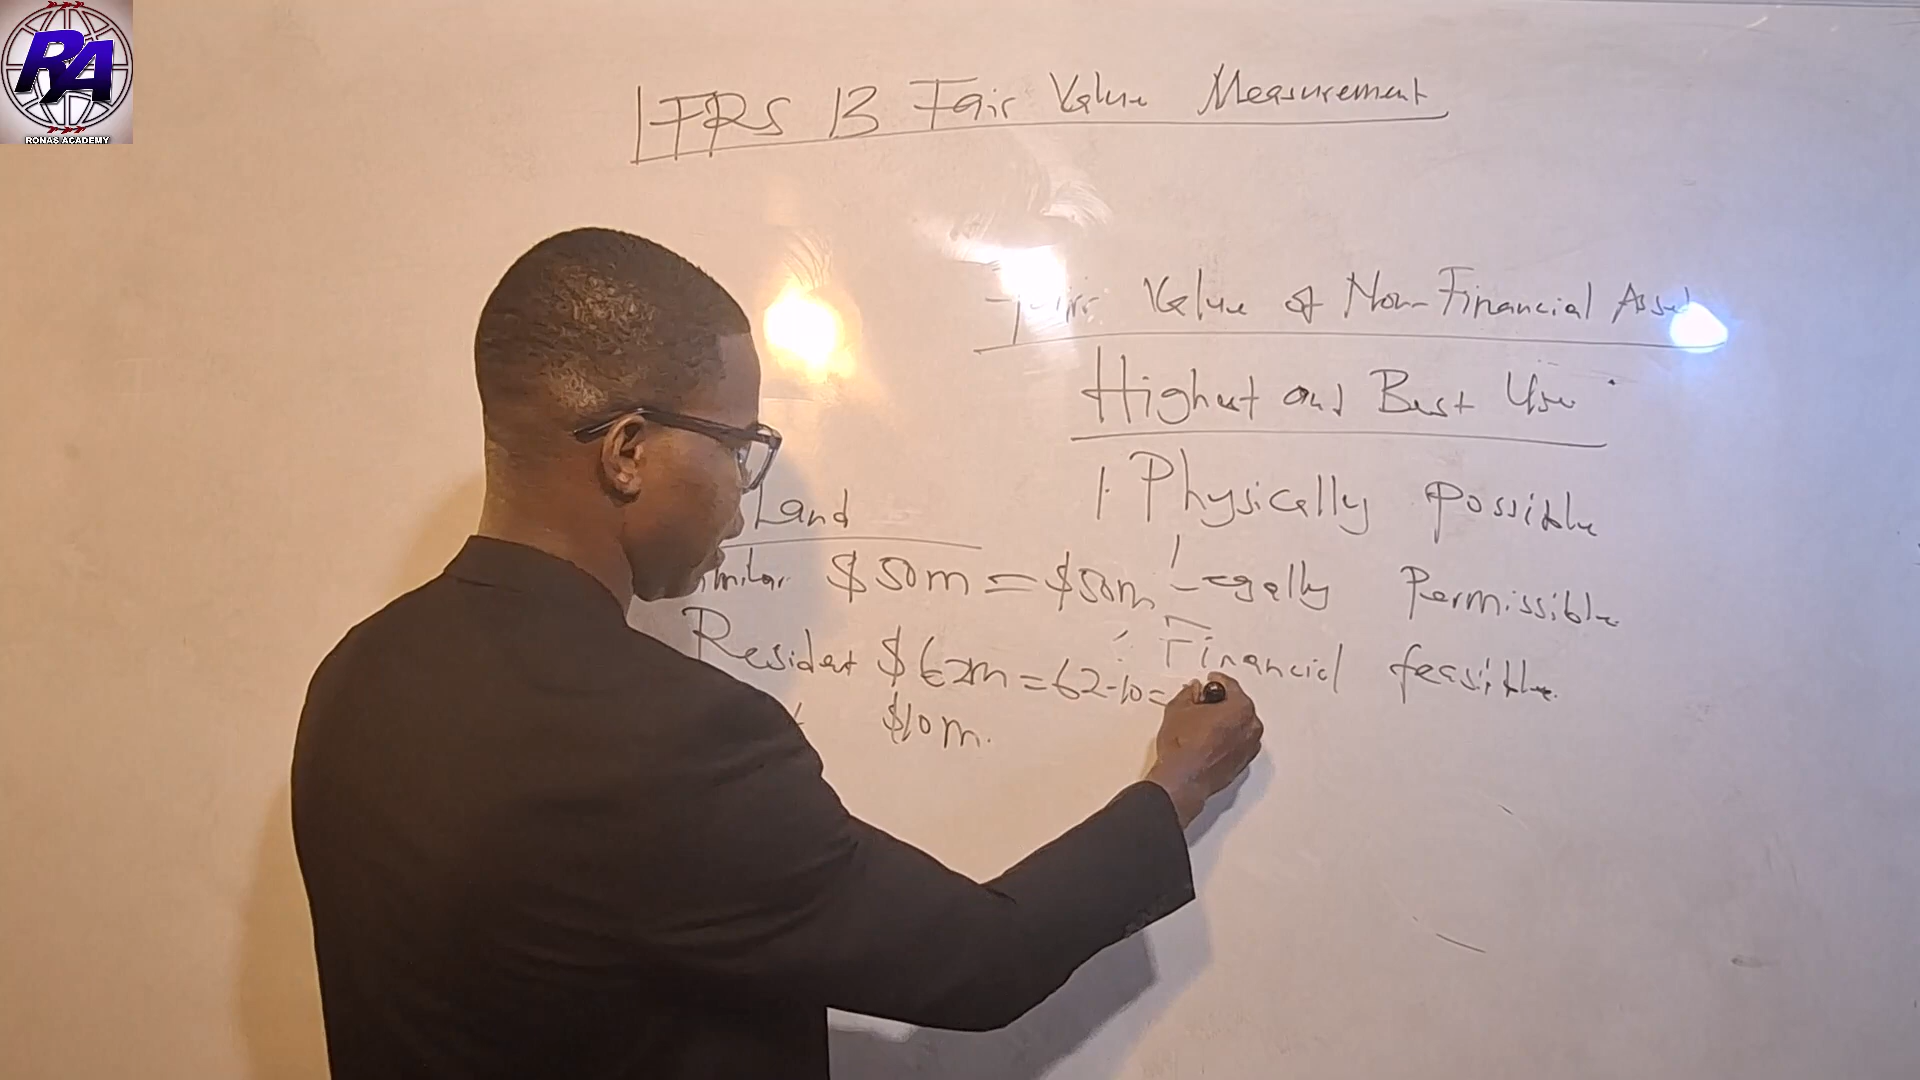 RA
RONAS ACADEMY
IFRS 13 Fair Value Measurement
Value of Non-Financial Asset
Highest and Best Use
1. Physically possible
Land
$50m = $50m
Legally Permissible
Resident $62m = 62-10=
Financial feasible
$10m.